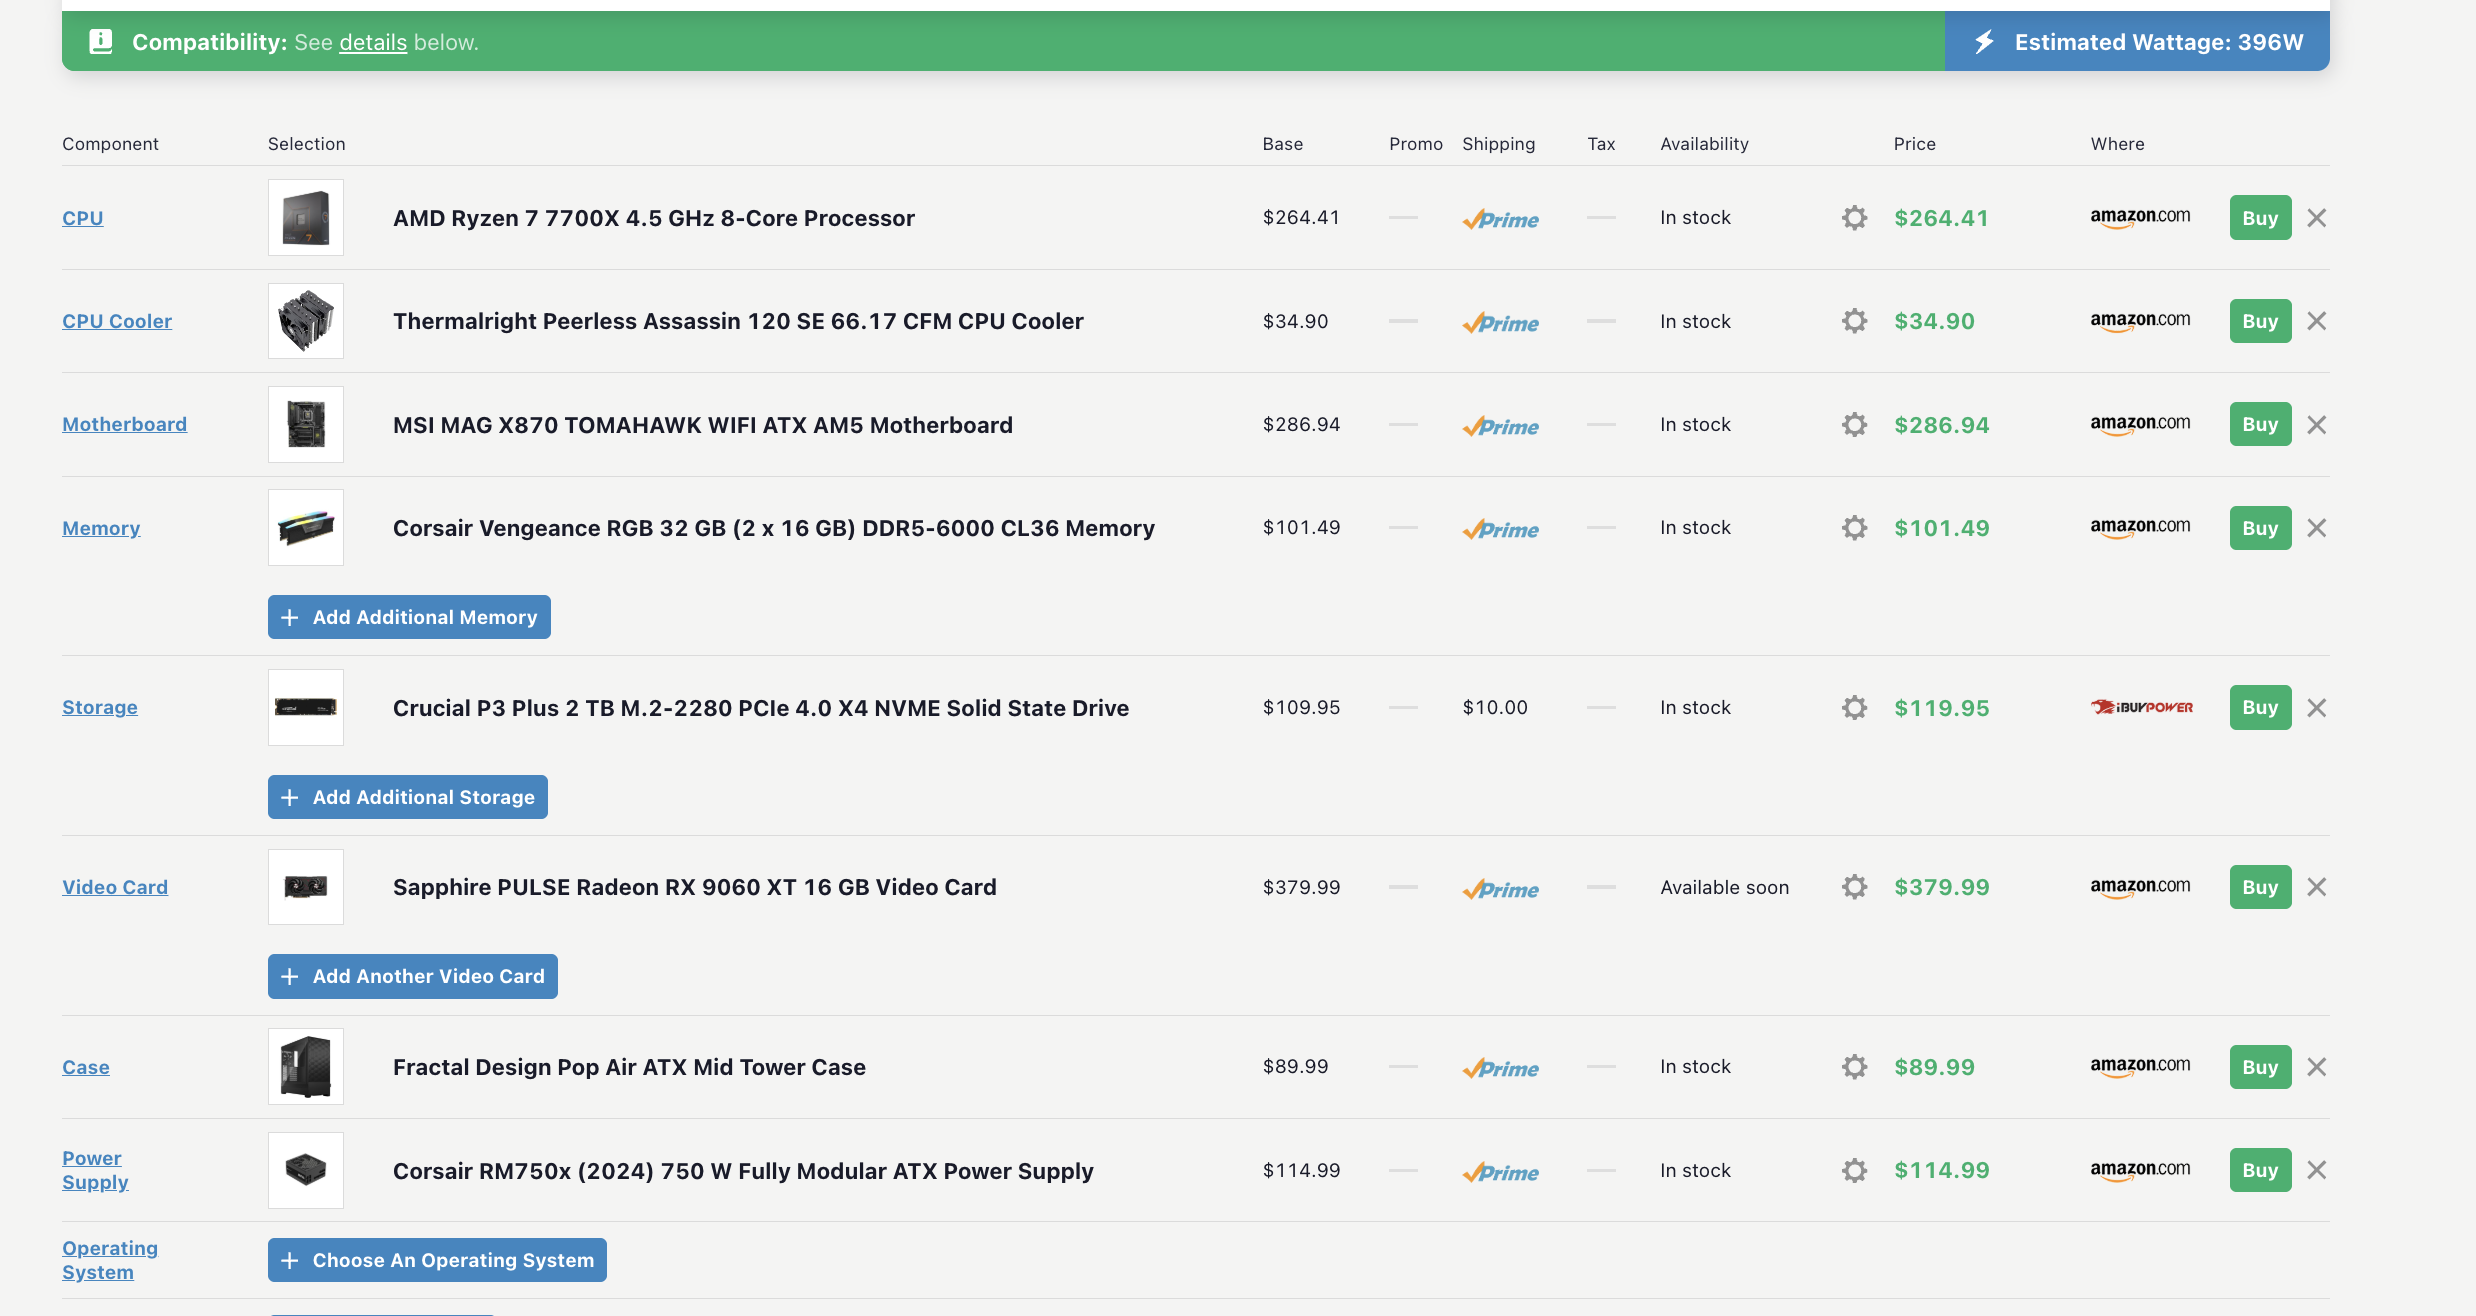 Compatibility: See details below.
Estimated Wattage: 396W
Component Selection Base Promo Shipping Tax Availability Price Where
CPU AMD Ryzen 7 7700X 4.5 GHz 8-Core Processor $264.41 — Prime — In stock $264.41 amazon.com Buy
CPU Cooler Thermalright Peerless Assassin 120 SE 66.17 CFM CPU Cooler $34.90 — Prime — In stock $34.90 amazon.com Buy
Motherboard MSI MAG X870 TOMAHAWK WIFI ATX AM5 Motherboard $286.94 — Prime — In stock $286.94 amazon.com Buy
Memory Corsair Vengeance RGB 32 GB (2 x 16 GB) DDR5-6000 CL36 Memory $101.49 — Prime — In stock $101.49 amazon.com Buy
+ Add Additional Memory
Storage Crucial P3 Plus 2 TB M.2-2280 PCIe 4.0 X4 NVME Solid State Drive $109.95 — $10.00 — In stock $119.95 iBUYPOWER Buy
+ Add Additional Storage
Video Card Sapphire PULSE Radeon RX 9060 XT 16 GB Video Card $379.99 — Prime — Available soon $379.99 amazon.com Buy
+ Add Another Video Card
Case Fractal Design Pop Air ATX Mid Tower Case $89.99 — Prime — In stock $89.99 amazon.com Buy
Power
Supply Corsair RM750x (2024) 750 W Fully Modular ATX Power Supply $114.99 — Prime — In stock $114.99 amazon.com Buy
Operating
System + Choose An Operating System